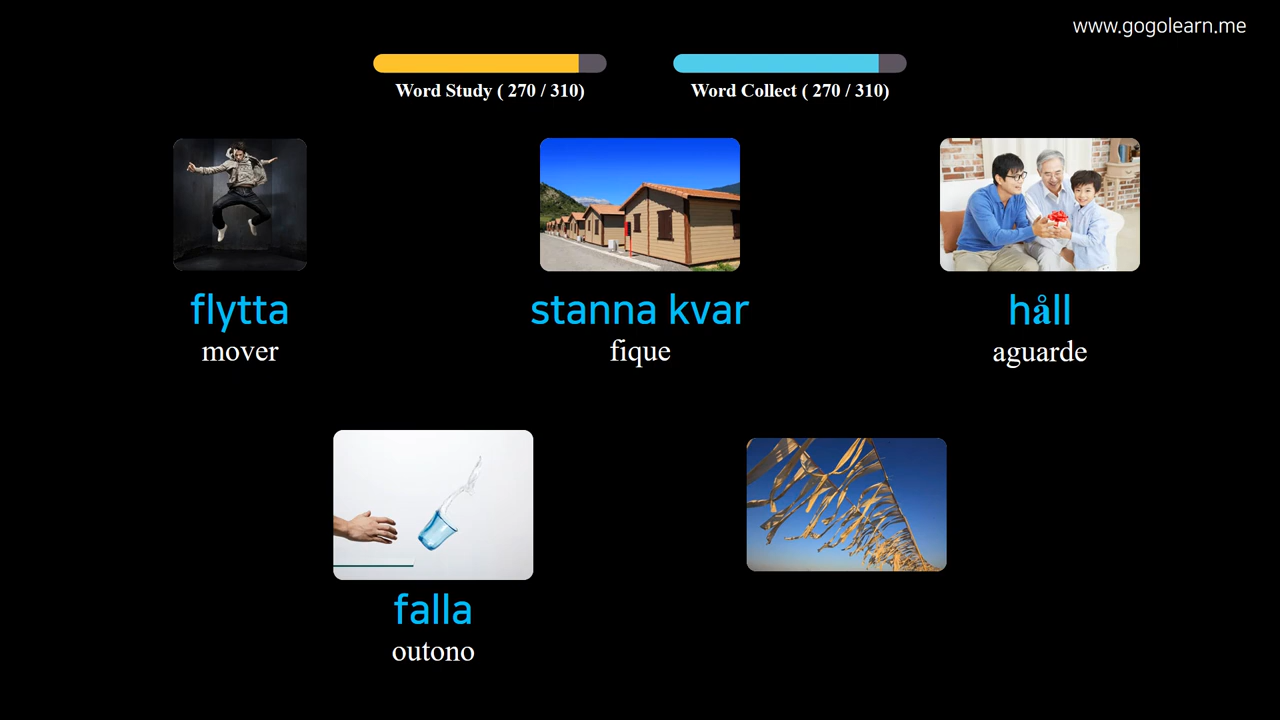 www.gogolearn.me
Word Study ( 270 / 310)
Word Collect ( 270 / 310)
flytta
mover
stanna kvar
fique
håll
aguarde
falla
outono